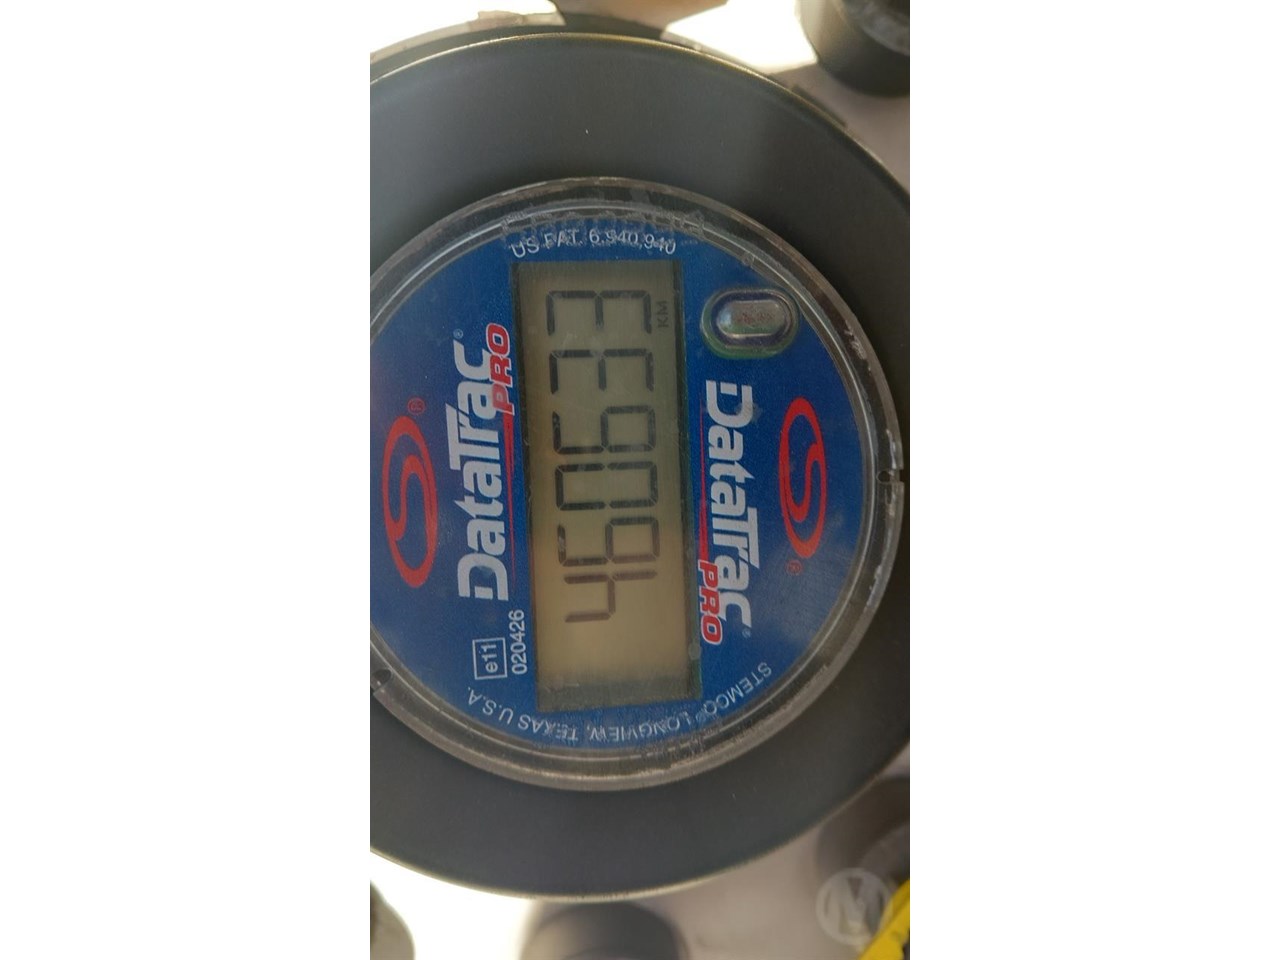 US PAT. 6,940,940
DataTrac®
PRO
®
460633
KM
e11
020426
DataTrac®
PRO
®
STEMCO LONGVIEW, TEXAS U.S.A.
M